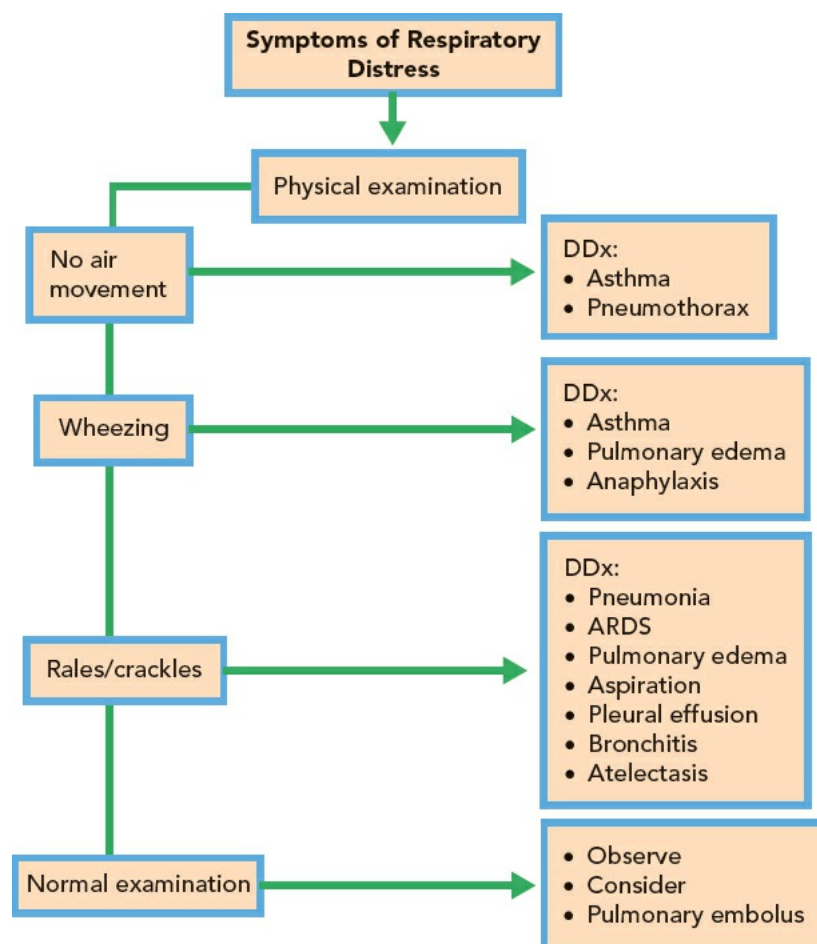 Symptoms of Respiratory
Distress
Physical examination
No air
movement
DDx:
• Asthma
• Pneumothorax
Wheezing
DDx:
• Asthma
• Pulmonary edema
• Anaphylaxis
Rales/crackles
DDx:
• Pneumonia
• ARDS
• Pulmonary edema
• Aspiration
• Pleural effusion
• Bronchitis
• Atelectasis
Normal examination
• Observe
• Consider
• Pulmonary embolus